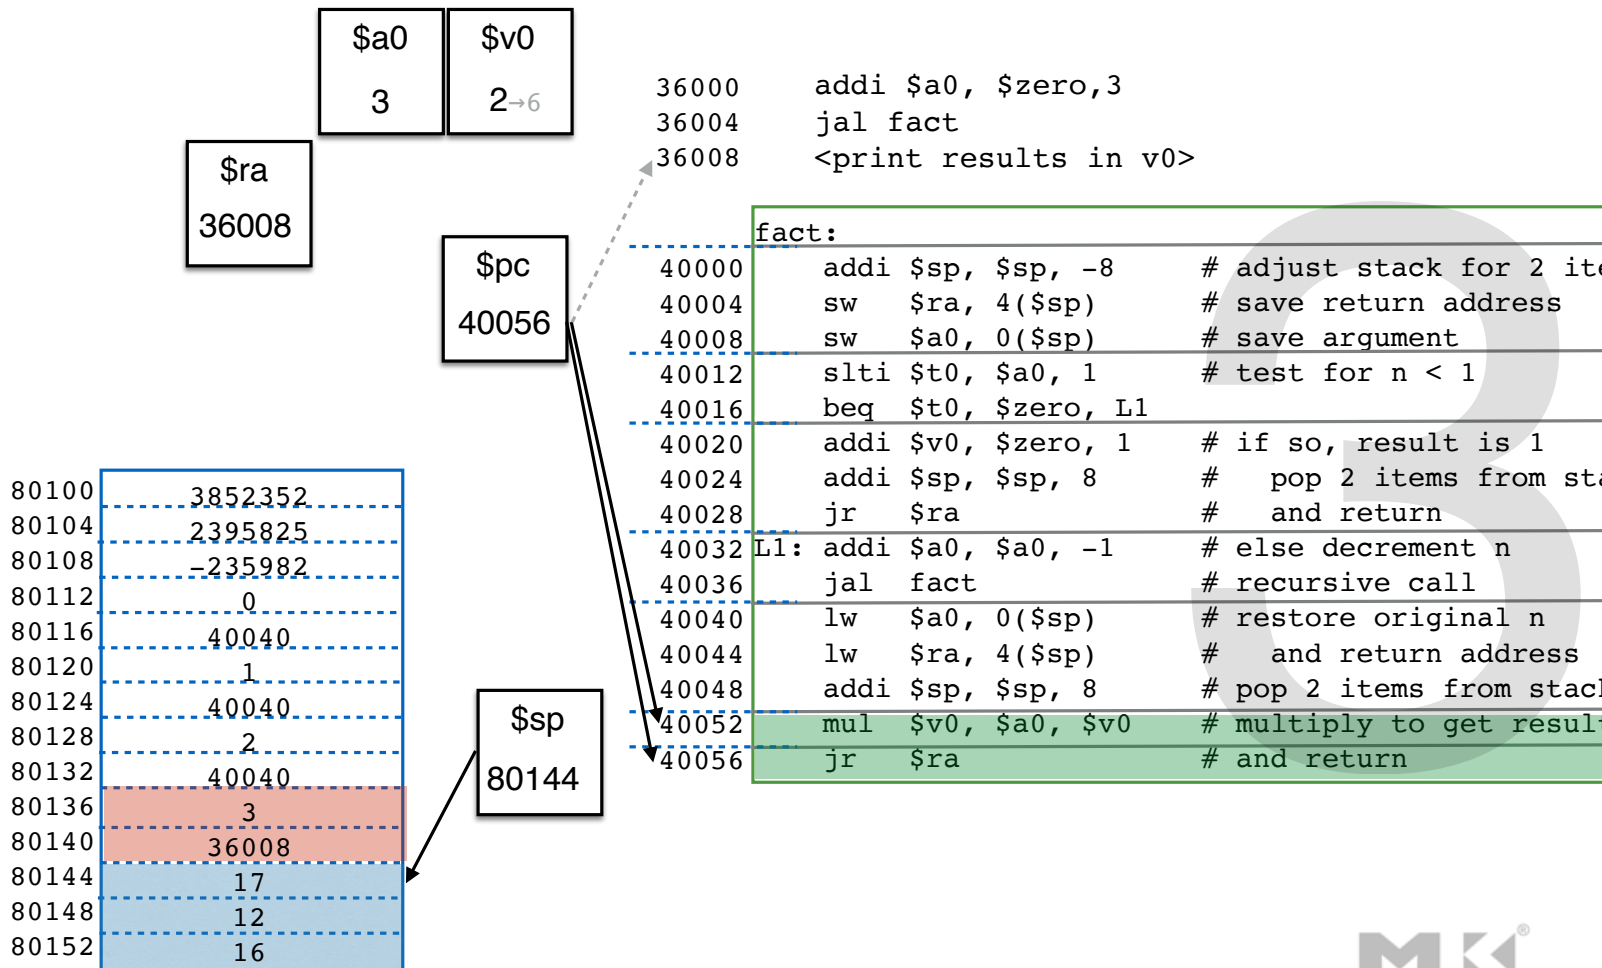 $a0
3
$v0
2→6
$ra
36008
$pc
40056
36000 addi $a0, $zero,3
36004 jal fact
36008 <print results in v0>
fact:
40000 addi $sp, $sp, -8 # adjust stack for 2 ite
40004 sw $ra, 4($sp) # save return address
40008 sw $a0, 0($sp) # save argument
40012 slti $t0, $a0, 1 # test for n < 1
40016 beq $t0, $zero, L1
40020 addi $v0, $zero, 1 # if so, result is 1
40024 addi $sp, $sp, 8 # pop 2 items from sta
40028 jr $ra # and return
40032 L1: addi $a0, $a0, -1 # else decrement n
40036 jal fact # recursive call
40040 lw $a0, 0($sp) # restore original n
40044 lw $ra, 4($sp) # and return address
40048 addi $sp, $sp, 8 # pop 2 items from stack
40052 mul $v0, $a0, $v0 # multiply to get result
40056 jr $ra # and return
3
80100 3852352
80104 2395825
80108 -235982
80112 0
80116 40040
80120 1
80124 40040
80128 2
80132 40040
80136 3
80140 36008
80144 17
80148 12
80152 16
$sp
80144
MK®